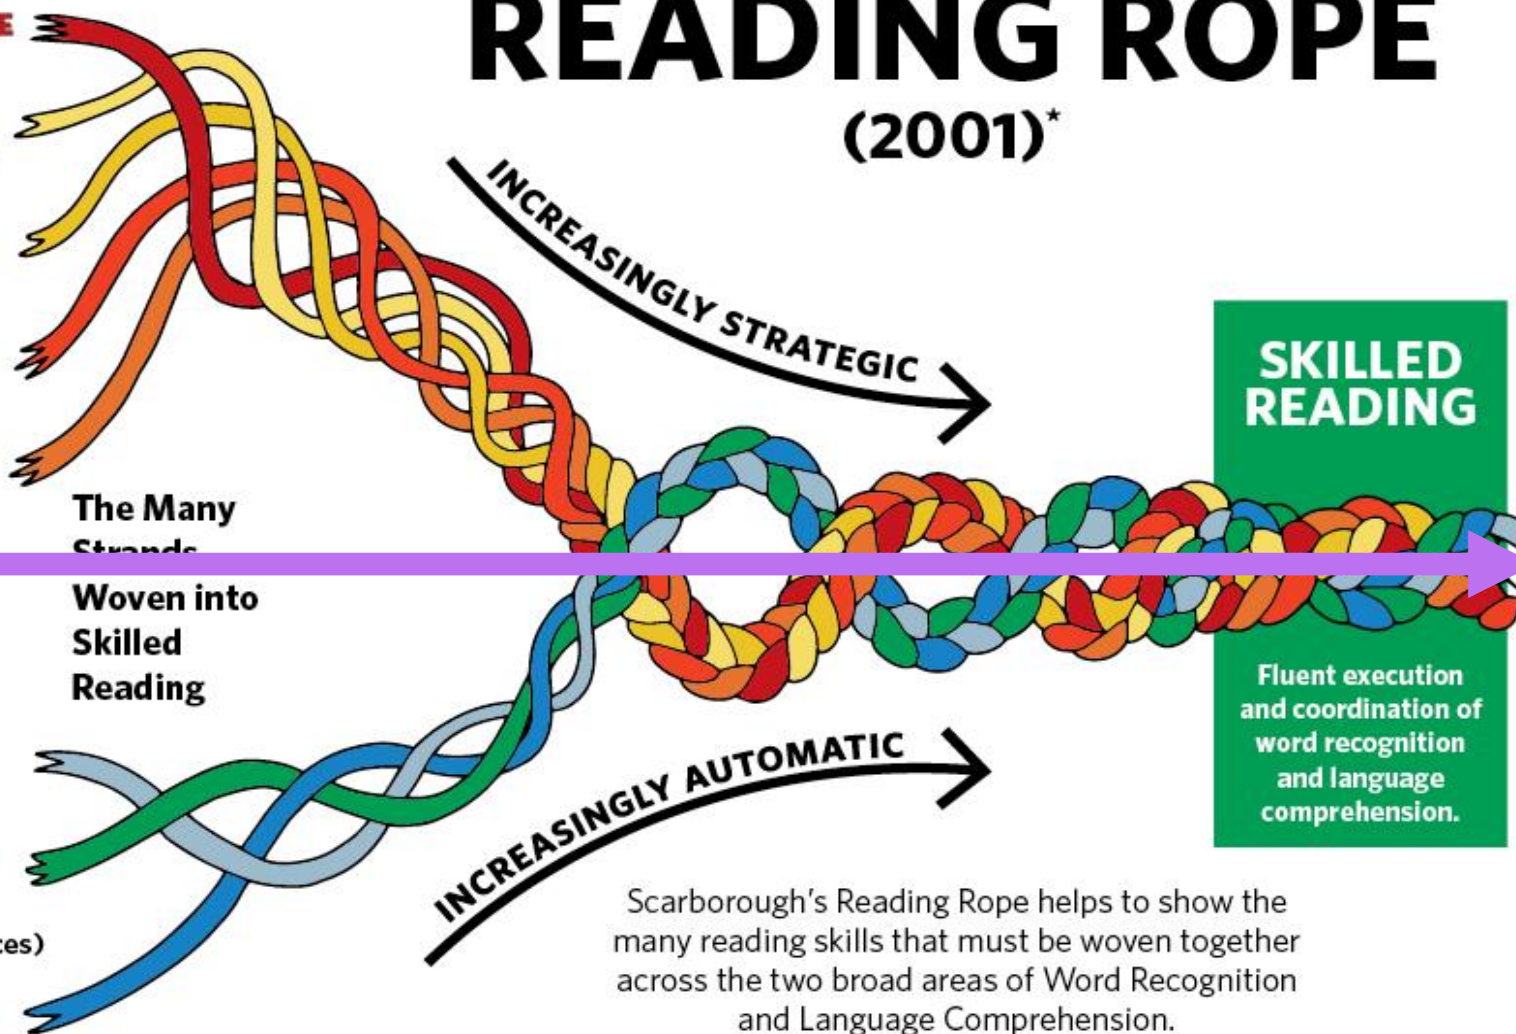 READING ROPE
(2001)*
INCREASINGLY STRATEGIC
SKILLED
READING
The Many
Strands
Woven into
Skilled
Reading
Fluent execution
and coordination of
word recognition
and language
comprehension.
INCREASINGLY AUTOMATIC
Scarborough's Reading Rope helps to show the
many reading skills that must be woven together
across the two broad areas of Word Recognition
and Language Comprehension.